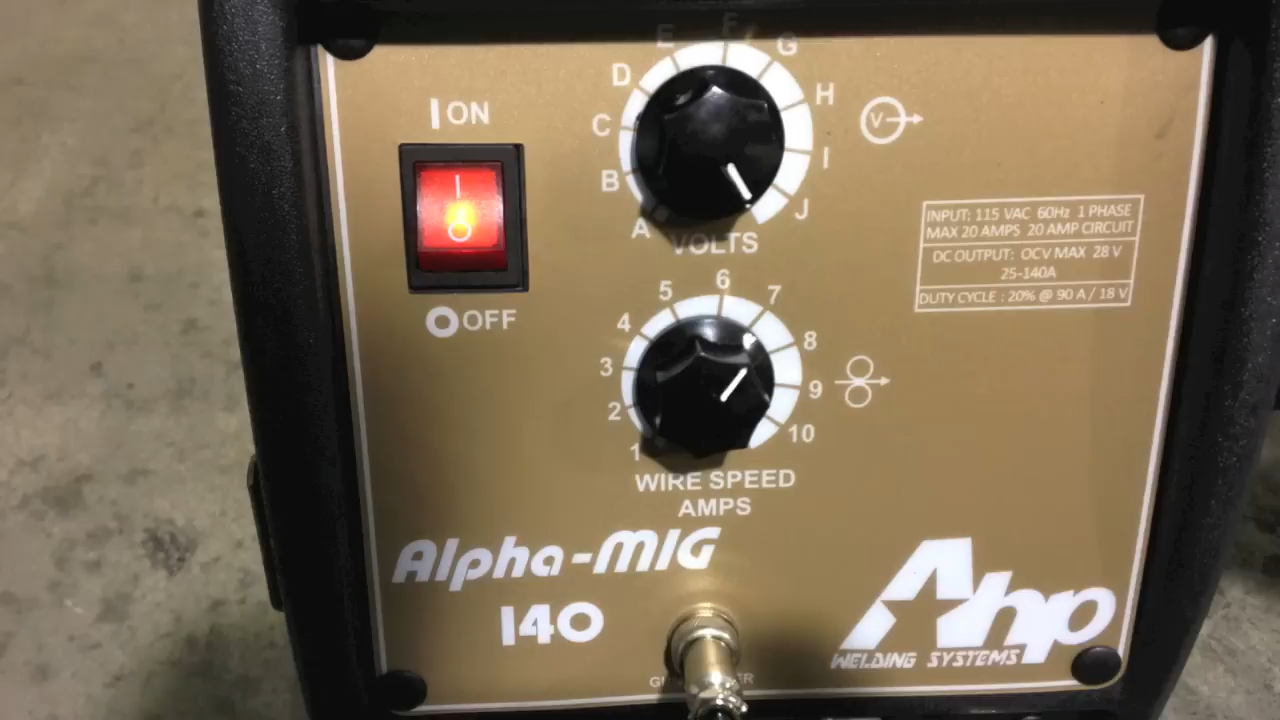 I ON
O OFF
A B C D E F G H I J
VOLTS
V
INPUT: 115 VAC 60Hz 1 PHASE
MAX 20 AMPS 20 AMP CIRCUIT
DC OUTPUT: OCV MAX 28 V
25-140A
DUTY CYCLE : 20% @ 90 A / 18 V
1 2 3 4 5 6 7 8 9 10
WIRE SPEED
AMPS
Alpha-MIG
140
Ahp
WELDING SYSTEMS